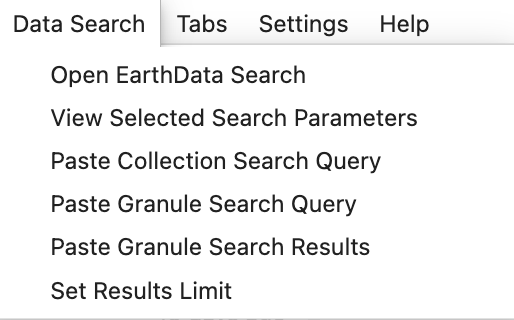 Data Search Tabs Settings Help
Open EarthData Search
View Selected Search Parameters
Paste Collection Search Query
Paste Granule Search Query
Paste Granule Search Results
Set Results Limit